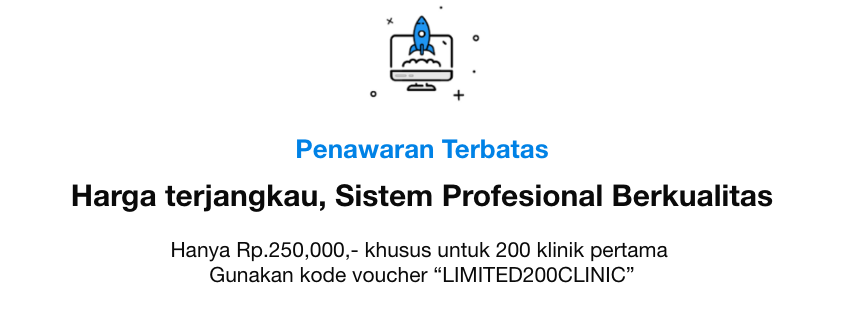 Penawaran Terbatas
Harga terjangkau, Sistem Profesional Berkualitas
Hanya Rp.250,000,- khusus untuk 200 klinik pertama
Gunakan kode voucher “LIMITED200CLINIC”